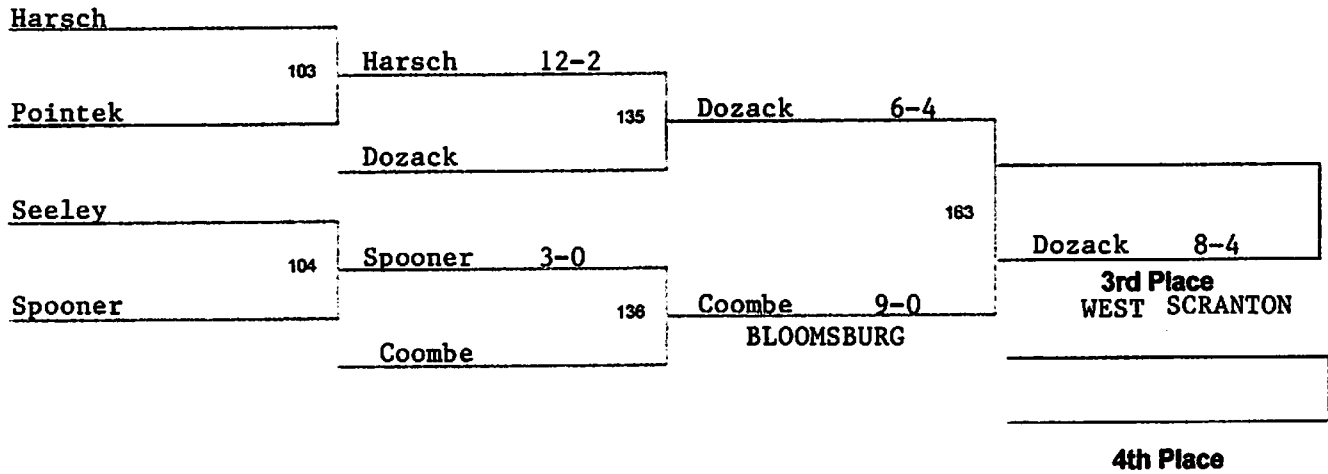 Harsch
103 Harsch 12-2
Pointek
135 Dozack 6-4
Dozack
Seeley
163
104 Spooner 3-0
Dozack 8-4
3rd Place
Spooner
136 Coombe 9-0
WEST SCRANTON
BLOOMSBURG
Coombe
4th Place